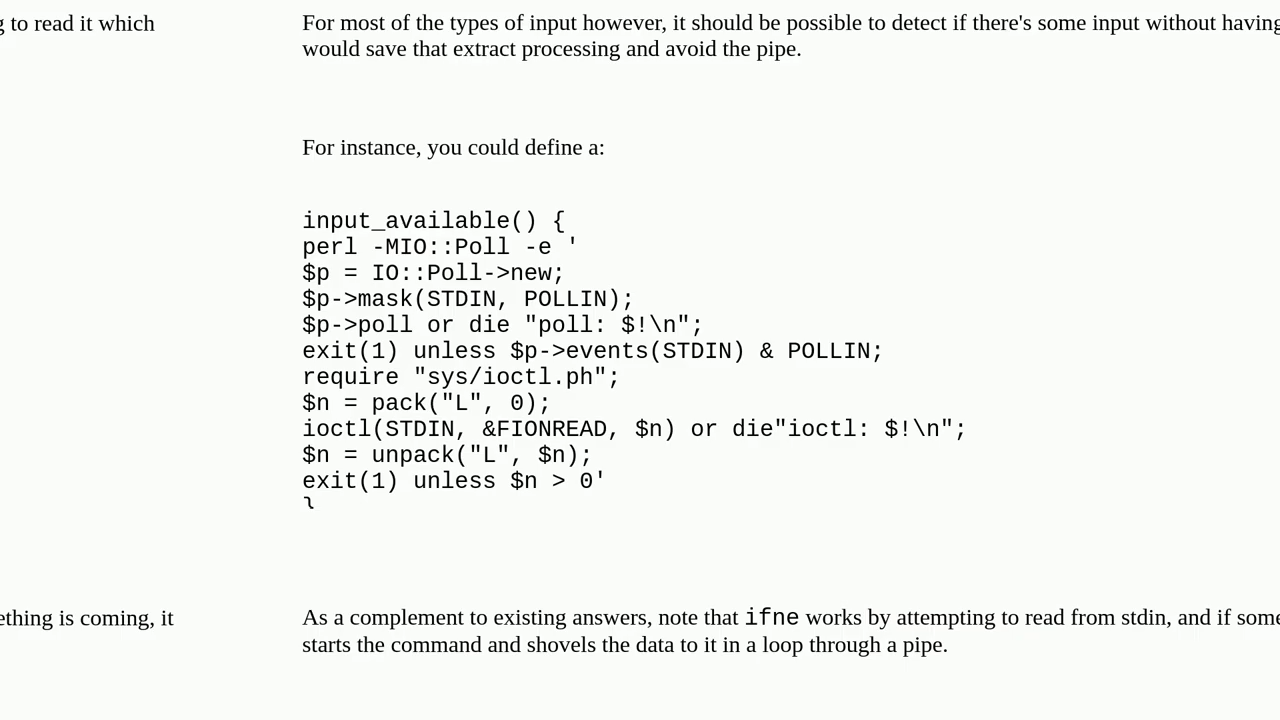 g to read it which
For most of the types of input however, it should be possible to detect if there's some input without having
would save that extract processing and avoid the pipe.
For instance, you could define a:
input_available() {
perl -MIO::Poll -e '
$p = IO::Poll->new;
$p->mask(STDIN, POLLIN);
$p->poll or die "poll: $!\n";
exit(1) unless $p->events(STDIN) & POLLIN;
require "sys/ioctl.ph";
$n = pack("L", 0);
ioctl(STDIN, &FIONREAD, $n) or die"ioctl: $!\n";
$n = unpack("L", $n);
exit(1) unless $n > 0'
}
ething is coming, it
As a complement to existing answers, note that ifne works by attempting to read from stdin, and if some
starts the command and shovels the data to it in a loop through a pipe.